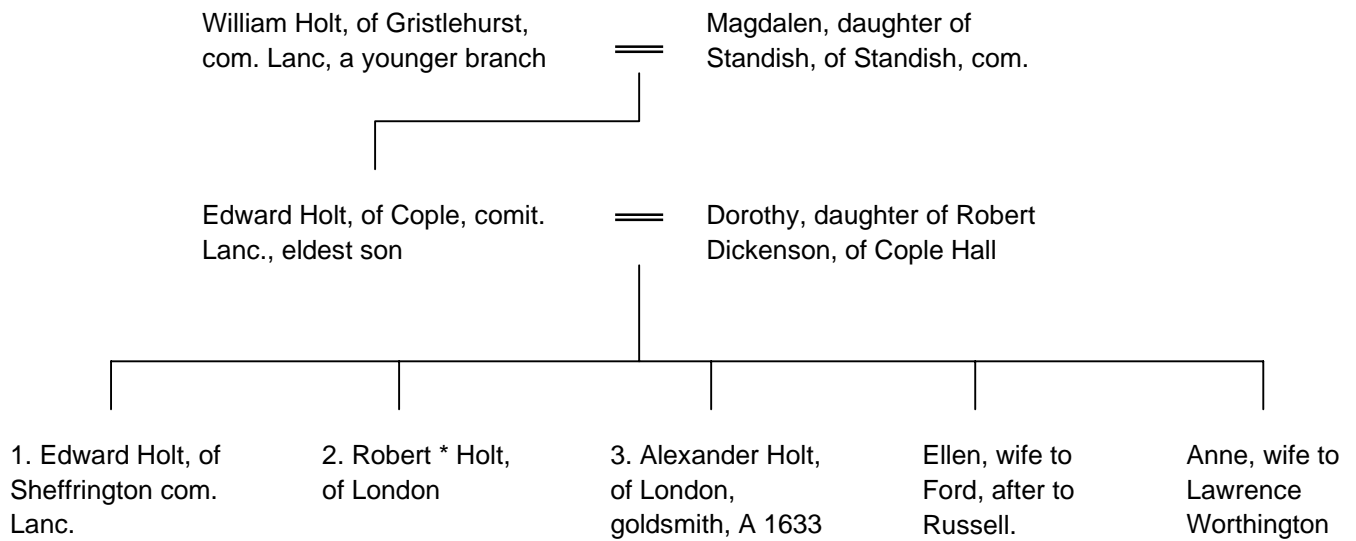 William Holt, of Gristlehurst,
com. Lanc, a younger branch
Magdalen, daughter of
Standish, of Standish, com.
Edward Holt, of Cople, comit.
Lanc., eldest son
Dorothy, daughter of Robert
Dickenson, of Cople Hall
1. Edward Holt, of
Sheffrington com.
Lanc.
2. Robert * Holt,
of London
3. Alexander Holt,
of London,
goldsmith, A 1633
Ellen, wife to
Ford, after to
Russell.
Anne, wife to
Lawrence
Worthington